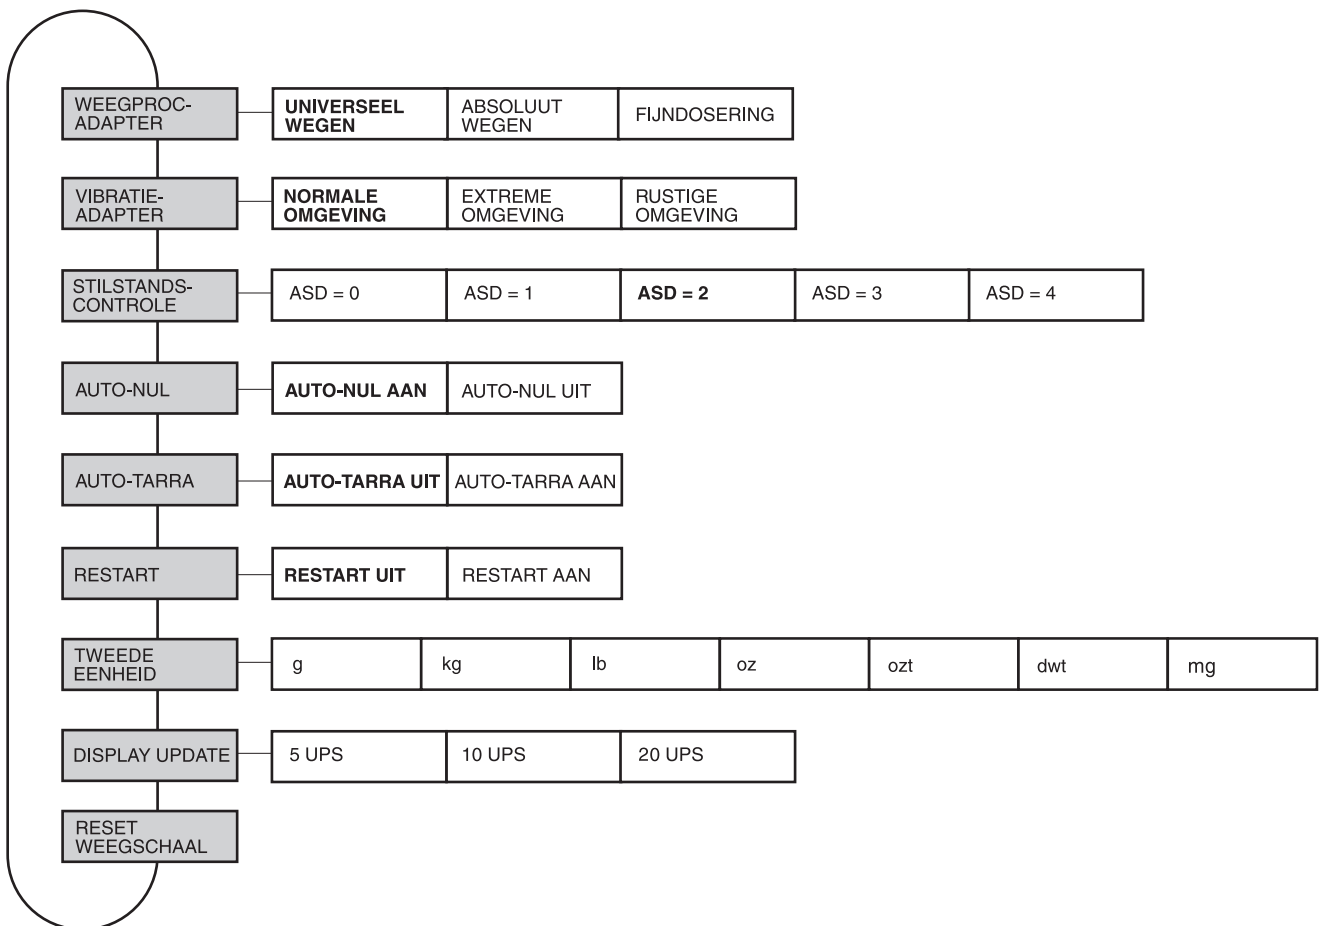 WEEGPROC-
ADAPTER
UNIVERSEEL
WEGEN
ABSOLUUT
WEGEN
FIJNDOSERING
VIBRATIE-
ADAPTER
NORMALE
OMGEVING
EXTREME
OMGEVING
RUSTIGE
OMGEVING
STILSTANDS-
CONTROLE
ASD = 0
ASD = 1
ASD = 2
ASD = 3
ASD = 4
AUTO-NUL
AUTO-NUL AAN
AUTO-NUL UIT
AUTO-TARRA
AUTO-TARRA UIT
AUTO-TARRA AAN
RESTART
RESTART UIT
RESTART AAN
TWEEDE
EENHEID
g
kg
lb
oz
ozt
dwt
mg
DISPLAY UPDATE
5 UPS
10 UPS
20 UPS
RESET
WEEGSCHAAL